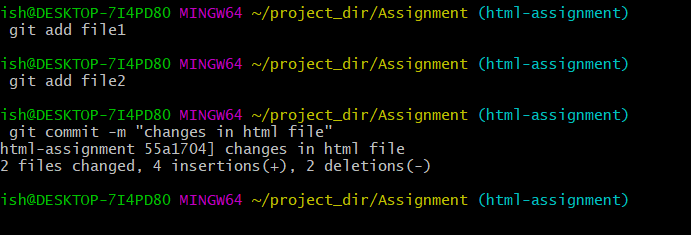 ish@DESKTOP-7I4PD80 MINGW64 ~/project_dir/Assignment (html-assignment)
git add file1
ish@DESKTOP-7I4PD80 MINGW64 ~/project_dir/Assignment (html-assignment)
git add file2
ish@DESKTOP-7I4PD80 MINGW64 ~/project_dir/Assignment (html-assignment)
git commit -m "changes in html file"
html-assignment 55a1704] changes in html file
2 files changed, 4 insertions(+), 2 deletions(-)
ish@DESKTOP-7I4PD80 MINGW64 ~/project_dir/Assignment (html-assignment)